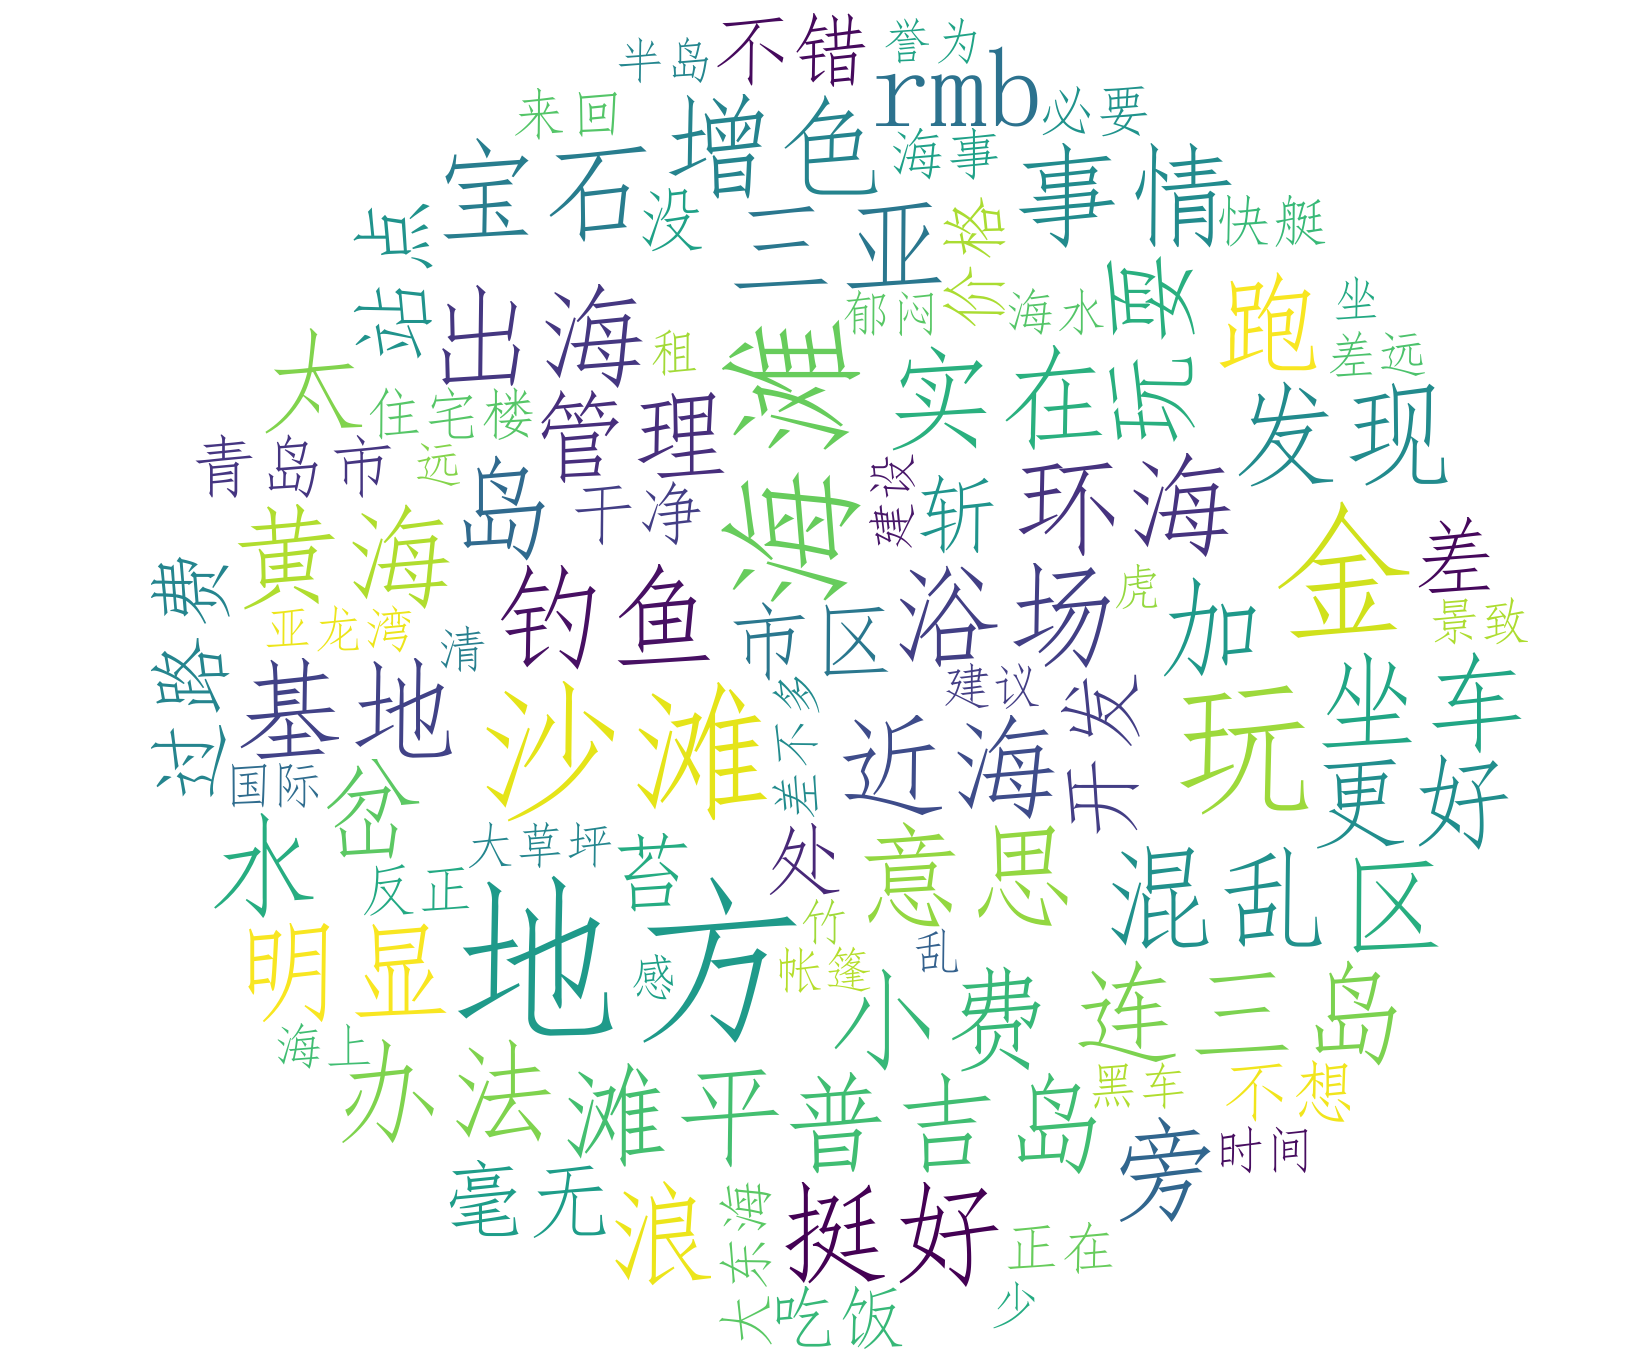 不错
誉为
半岛
rmb
来回
增色
必要
海事
宝石
事情
没
三亚
快艇
价格
站点
出海
玩耍
跑
坐
郁闷
海水
太
租
海滩
实在
差远
住宅楼
管理
发现
青岛市
远
岛
干净
建设
斩
环海
黄海
金
差
钓鱼
浴场
虎
加
过路费
亚龙湾
清
市区
景致
基地
沙滩
差不多
建议
开发
玩
坐车
近海
国际
岔
更好
水
大草坪
苔
处
意思
混乱
区
反正
地方
竹
明显
感
帐篷
乱
小费
连三岛
海上
办法
滩平
普吉岛
黑车
不想
旁
时间
毫无
浪
大东海
挺好
正在
吃饭
少